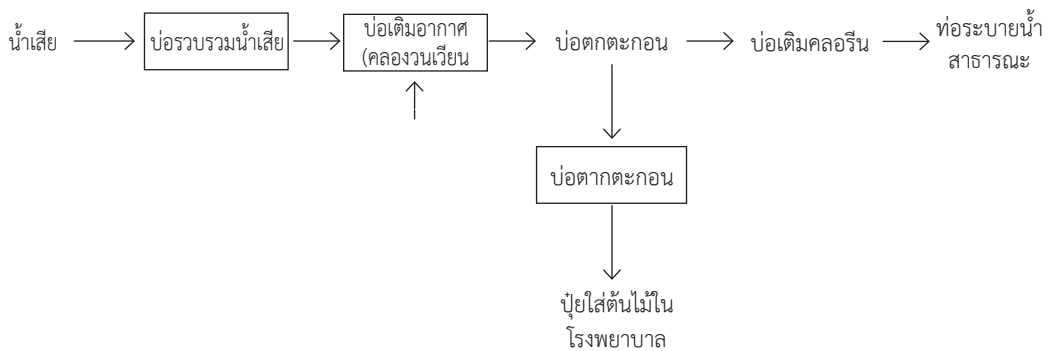 น้ำเสีย
บ่อรวบรวมน้ำเสีย
บ่อเติมอากาศ
(คลองวนเวียน
บ่อตกตะกอน
บ่อเติมคลอรีน
ท่อระบายน้ำ
สาธารณะ
บ่อตากตะกอน
ปุ๋ยใส่ต้นไม้ใน
โรงพยาบาล